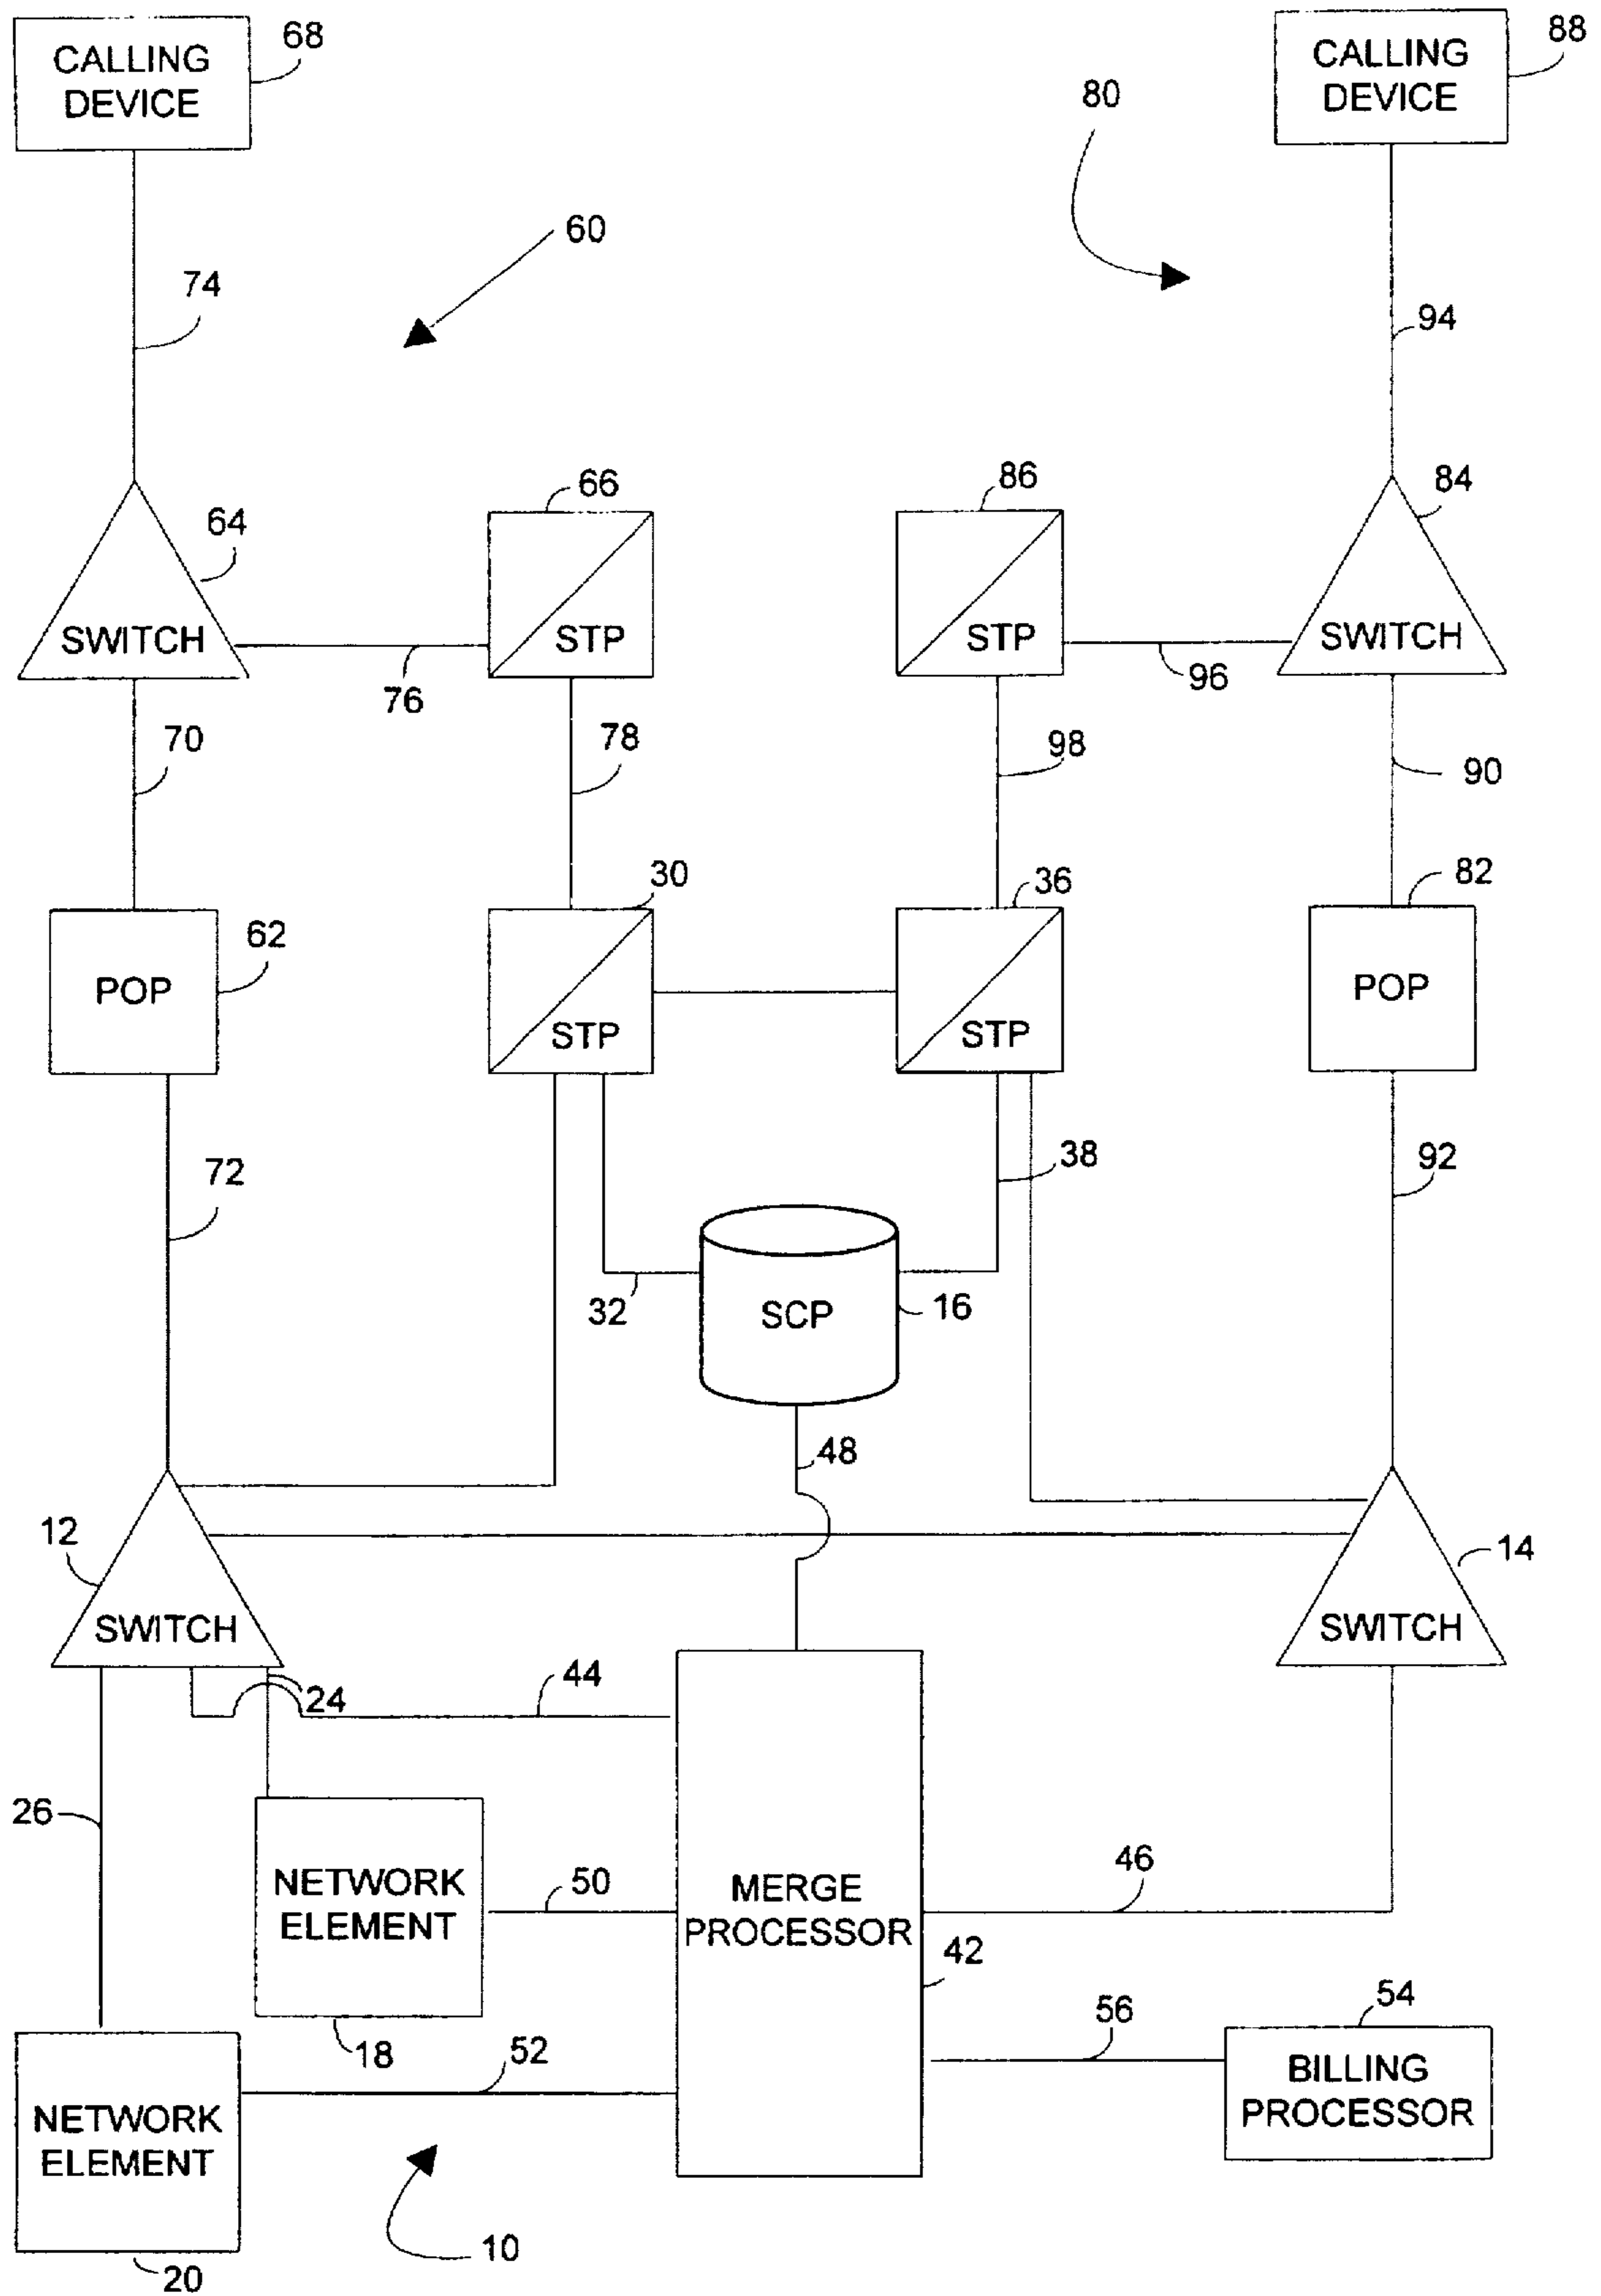 CALLING
DEVICE
68
CALLING
DEVICE
88
80
60
74
94
66
86
84
64
SWITCH
STP
STP
SWITCH
76
96
70
78
98
90
30
36
82
62
POP
STP
STP
POP
72
38
92
32
SCP
16
48
12
14
SWITCH
SWITCH
44
24
26
NETWORK
ELEMENT
50
MERGE
PROCESSOR
46
42
18
52
56
54
BILLING
PROCESSOR
NETWORK
ELEMENT
10
20